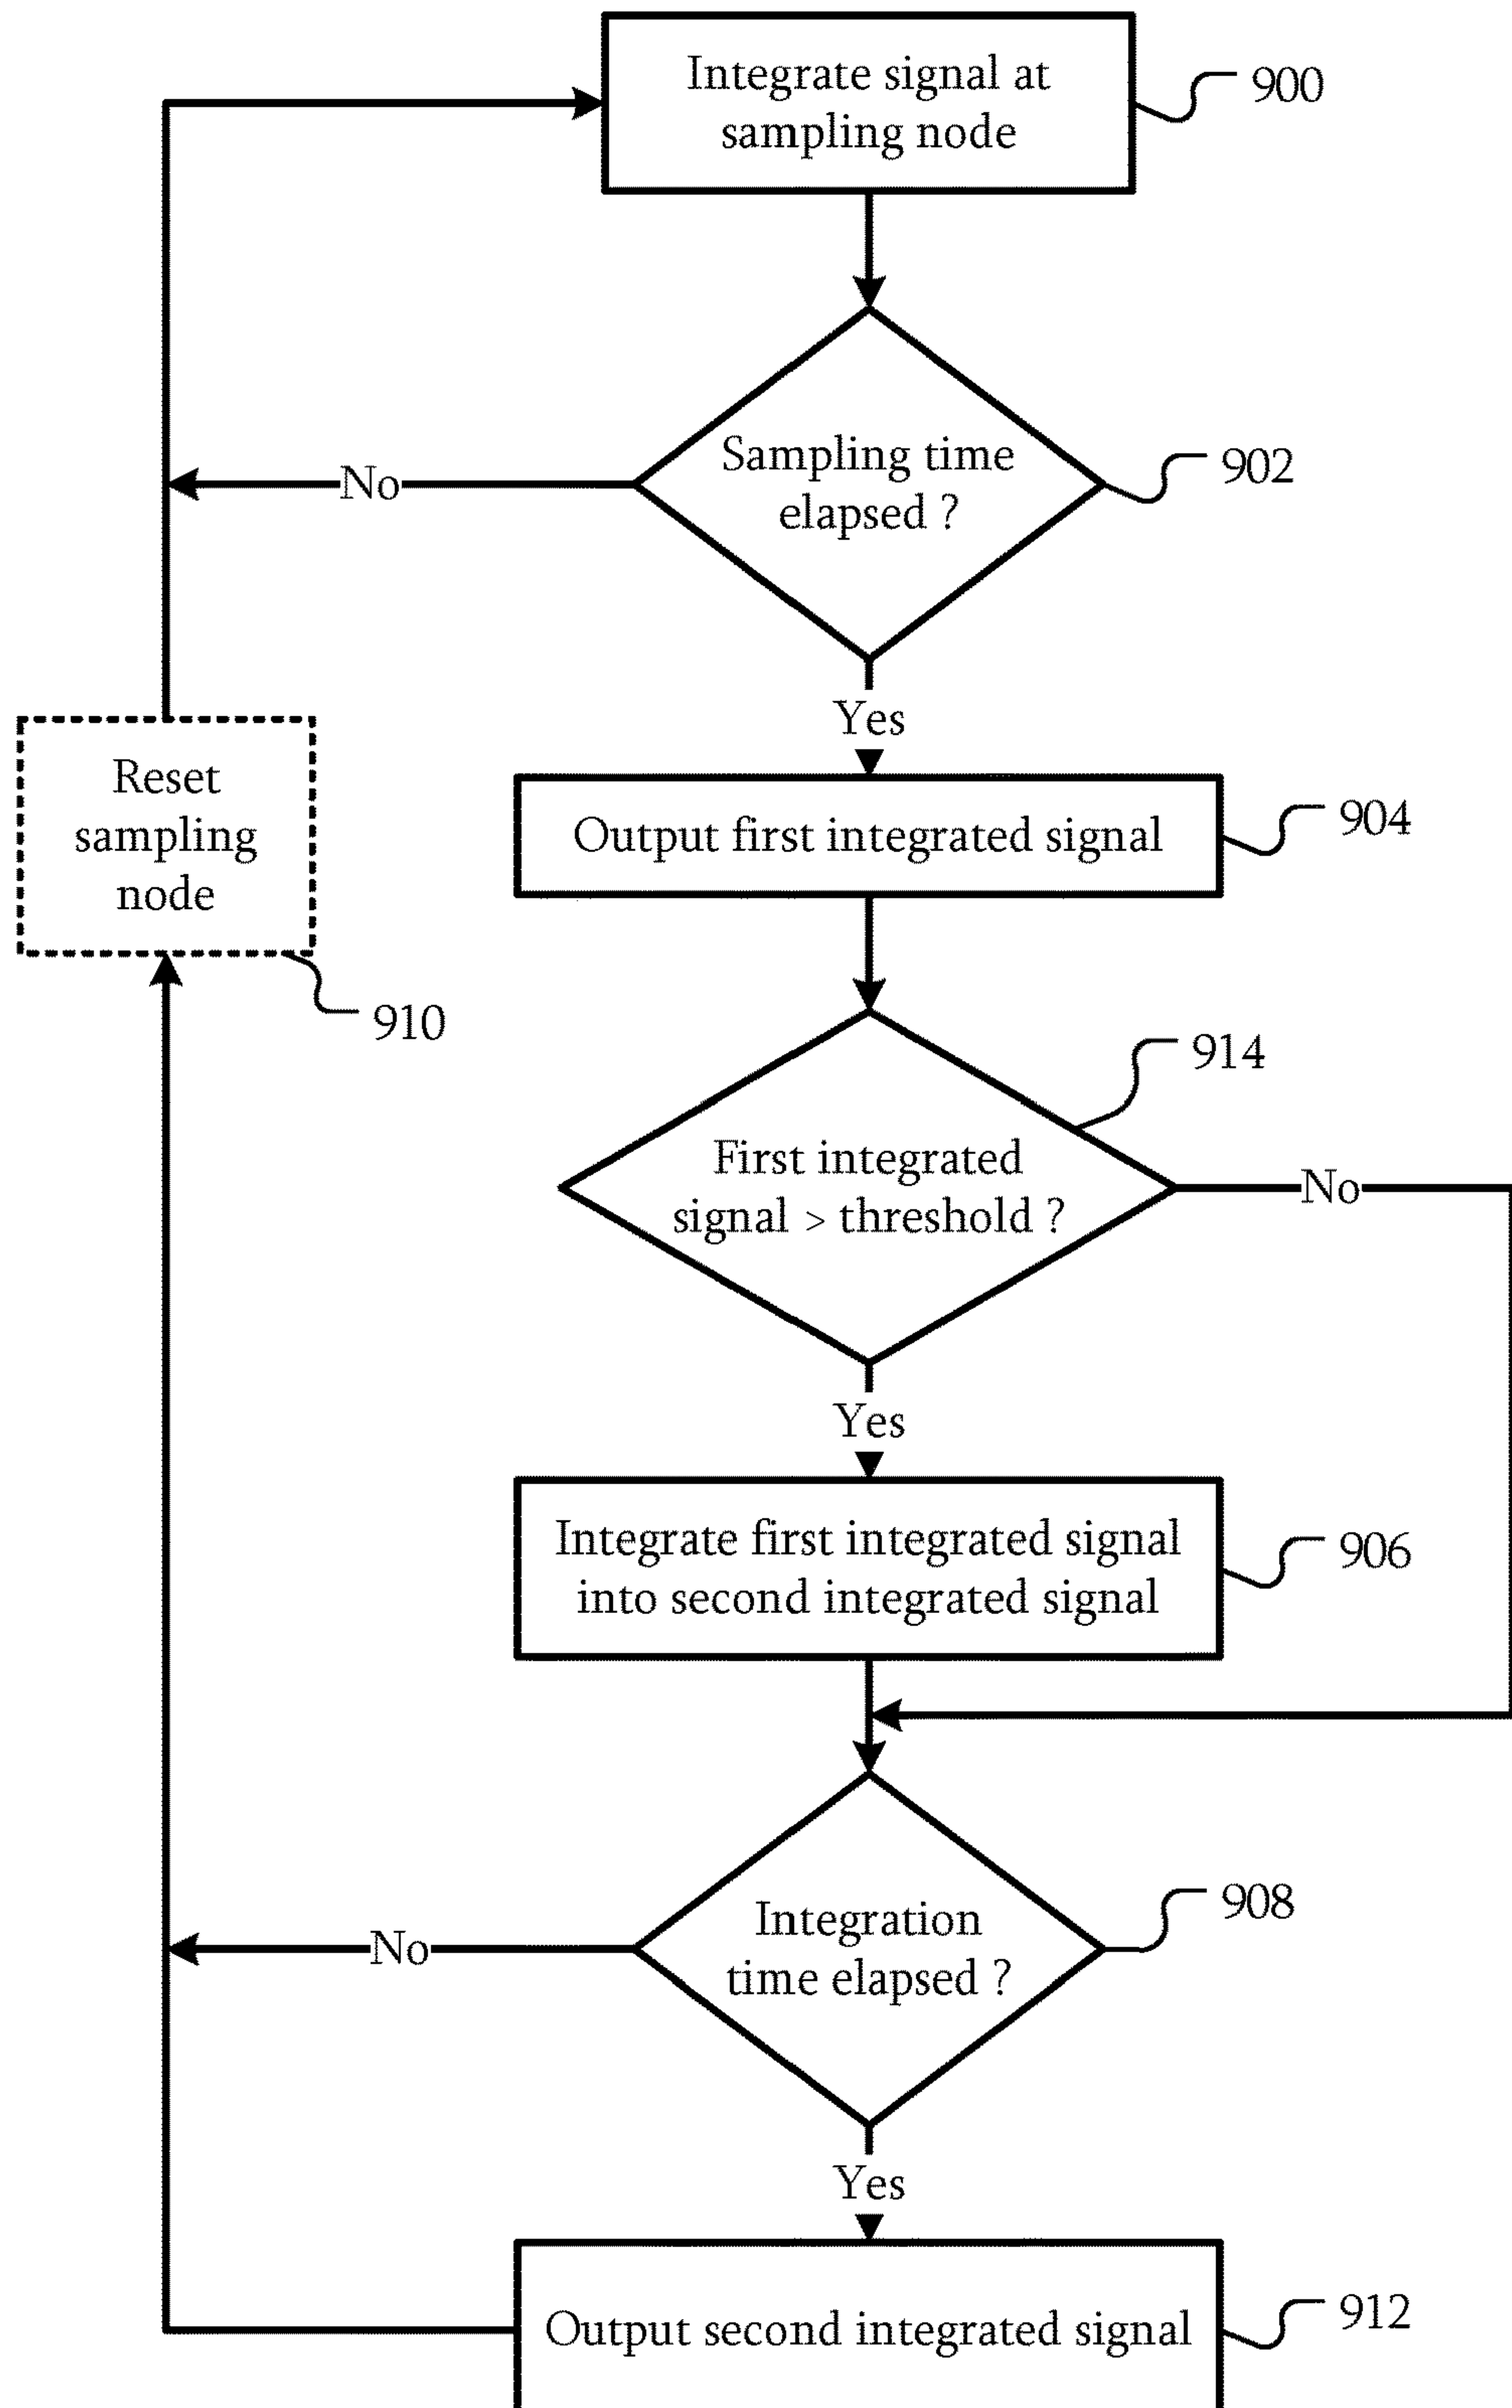 Integrate signal at
sampling node
900
Sampling time
elapsed ?
902
No
Yes
Reset
sampling
node
910
Output first integrated signal
904
First integrated
signal > threshold ?
914
No
Yes
Integrate first integrated signal
into second integrated signal
906
Integration
time elapsed ?
908
No
Yes
Output second integrated signal
912